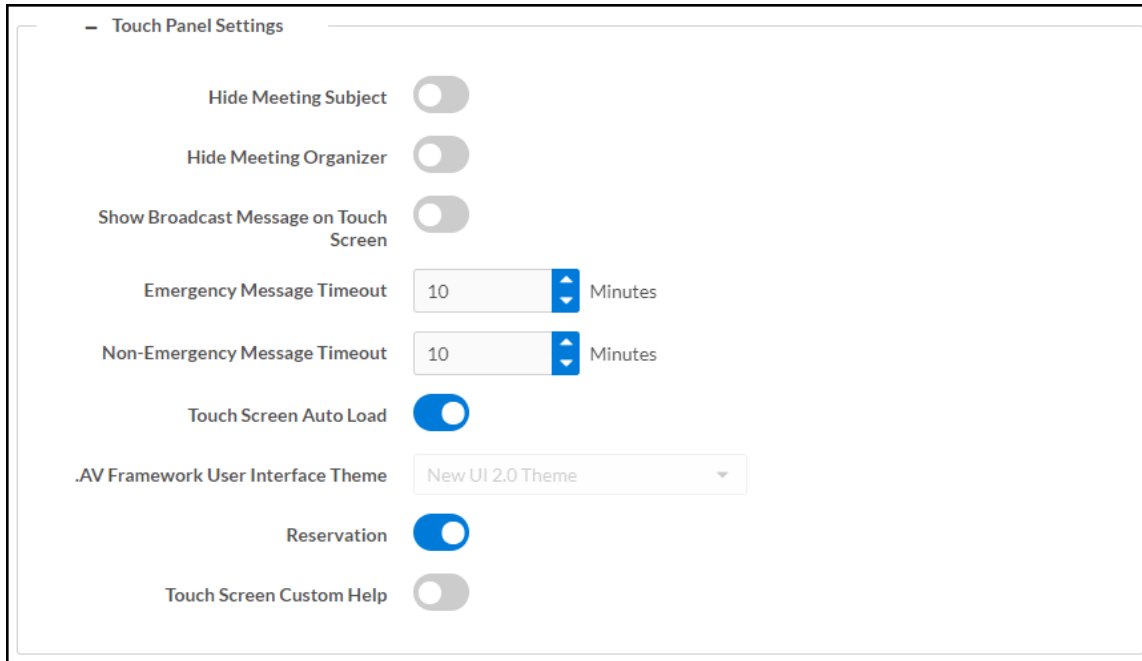 – Touch Panel Settings
Hide Meeting Subject
Hide Meeting Organizer
Show Broadcast Message on Touch
Screen
Emergency Message Timeout 10 Minutes
Non-Emergency Message Timeout 10 Minutes
Touch Screen Auto Load
.AV Framework User Interface Theme New UI 2.0 Theme
Reservation
Touch Screen Custom Help